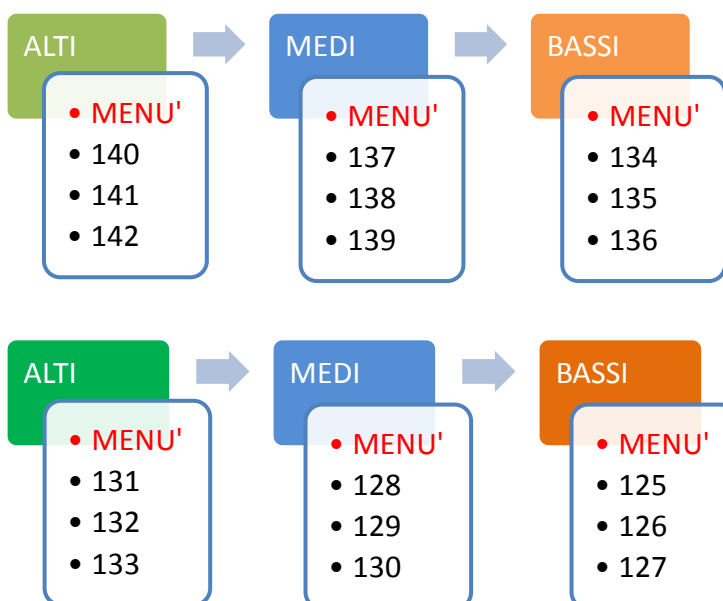 ALTI
• MENU'
• 140
• 141
• 142
MEDI
• MENU'
• 137
• 138
• 139
BASSI
• MENU'
• 134
• 135
• 136
ALTI
• MENU'
• 131
• 132
• 133
MEDI
• MENU'
• 128
• 129
• 130
BASSI
• MENU'
• 125
• 126
• 127